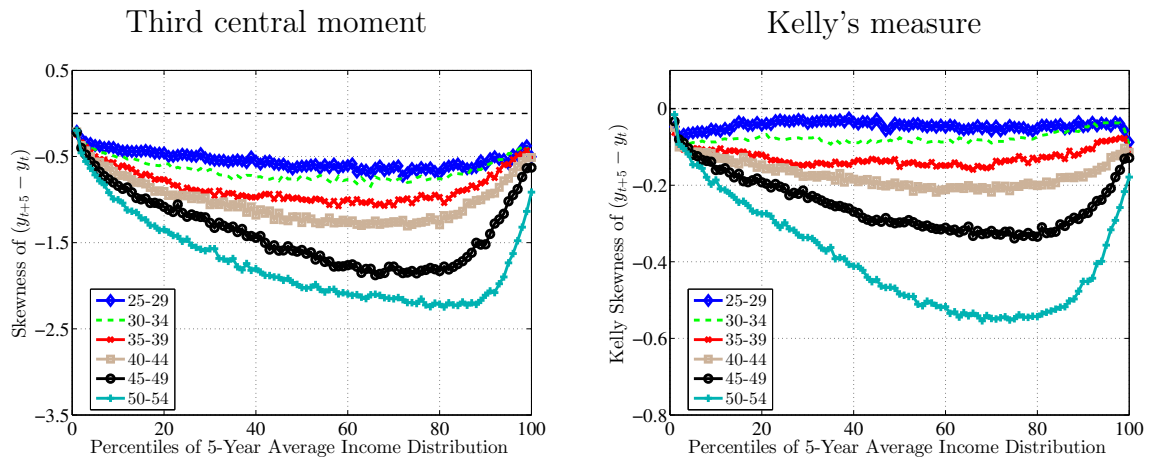 Third central moment
Skewness of (y_{t+5} − y_t)
0.5
−0.5
−1.5
−2.5
−3.5
25-29
30-34
35-39
40-44
45-49
50-54
0 20 40 60 80 100
Percentiles of 5-Year Average Income Distribution
Kelly's measure
Kelly Skewness of (y_{t+5} − y_t)
0
−0.2
−0.4
−0.6
−0.8
25-29
30-34
35-39
40-44
45-49
50-54
0 20 40 60 80 100
Percentiles of 5-Year Average Income Distribution